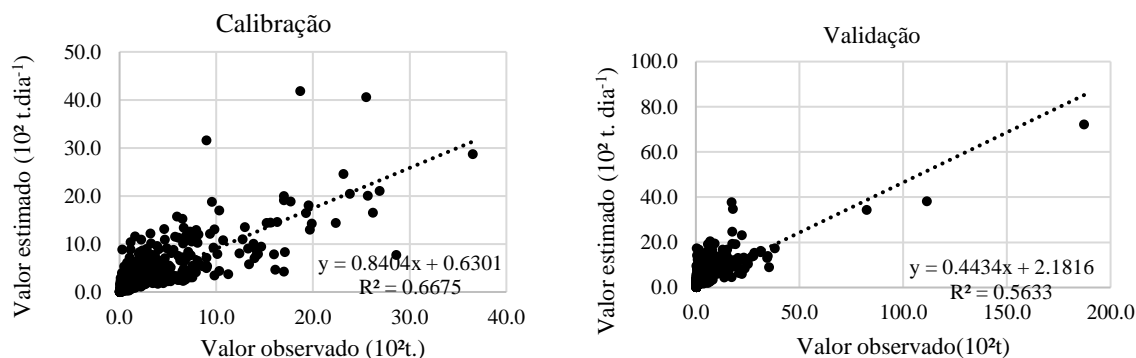 Calibração
Valor estimado (10² t.dia⁻¹)
50.0
40.0
30.0
20.0
10.0
0.0
y = 0.8404x + 0.6301
R² = 0.6675
0.0 10.0 20.0 30.0 40.0
Valor observado (10²t.)
Validação
Valor estimado (10² t. dia⁻¹)
100.0
80.0
60.0
40.0
20.0
0.0
y = 0.4434x + 2.1816
R² = 0.5633
0.0 50.0 100.0 150.0 200.0
Valor observado(10²t)